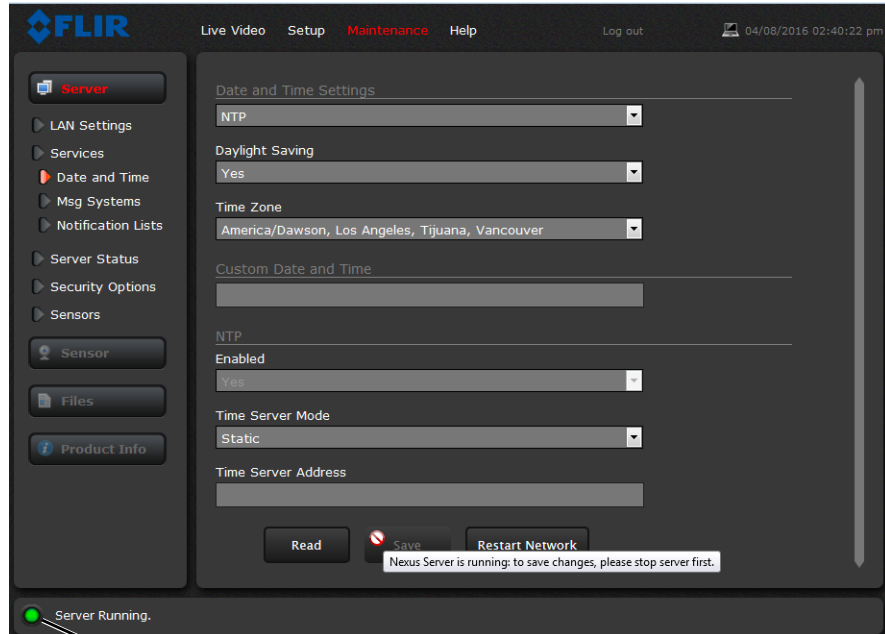 FLIR
Live Video Setup Maintenance Help Log out 04/08/2016 02:40:22 pm
Server
LAN Settings
Services
Date and Time
Msg Systems
Notification Lists
Server Status
Security Options
Sensors
Sensor
Files
Product Info
Date and Time Settings
NTP
Daylight Saving
Yes
Time Zone
America/Dawson, Los Angeles, Tijuana, Vancouver
Custom Date and Time
NTP
Enabled
Yes
Time Server Mode
Static
Time Server Address
Read Save Restart Network
Nexus Server is running: to save changes, please stop server first.
Server Running.